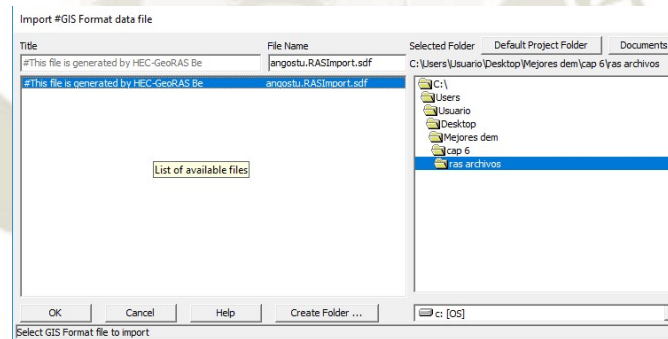 Import #GIS Format data file
Title
File Name
Selected Folder
Default Project Folder
Documents
#This file is generated by HEC-GeoRAS Be
angostu.RASImport.sdf
C:\Users\Usuario\Desktop\Mejores dem\cap 6\ras archivos
#This file is generated by HEC-GeoRAS Be
angostu.RASImport.sdf
C:\
Users
Usuario
Desktop
Mejores dem
cap 6
ras archivos
List of available files
OK
Cancel
Help
Create Folder ...
c: [OS]
Select GIS Format file to import